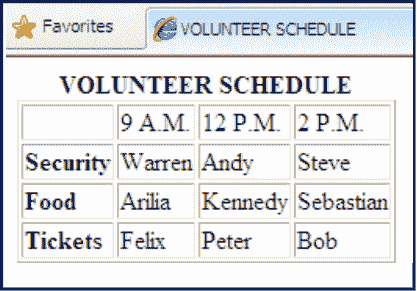 Favorites VOLUNTEER SCHEDULE
VOLUNTEER SCHEDULE
9 A.M. 12 P.M. 2 P.M.
Security Warren Andy Steve
Food Arilia Kennedy Sebastian
Tickets Felix Peter Bob